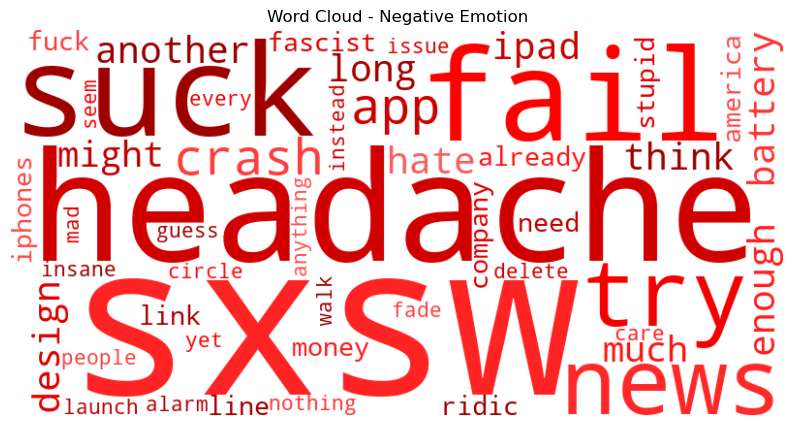 Word Cloud - Negative Emotion
fuck
another
fascist
issue
ipad
stupid
america
battery
suck
seem
every
instead
long
app
fail
might
crash
hate
already
think
iphones
mad
headache
guess
anything
company
need
enough
insane
circle
delete
design
sxsw
link
walk
fade
try
yet
people
money
care
much
news
launch
alarm
line
nothing
ridic